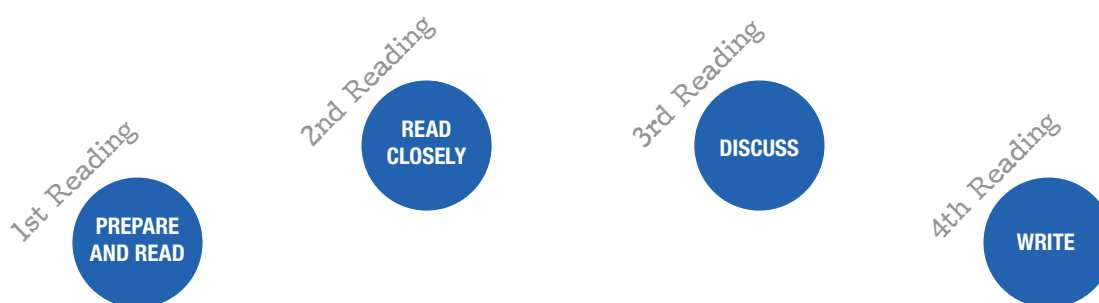 1st Reading
PREPARE
AND READ
2nd Reading
READ
CLOSELY
3rd Reading
DISCUSS
4th Reading
WRITE